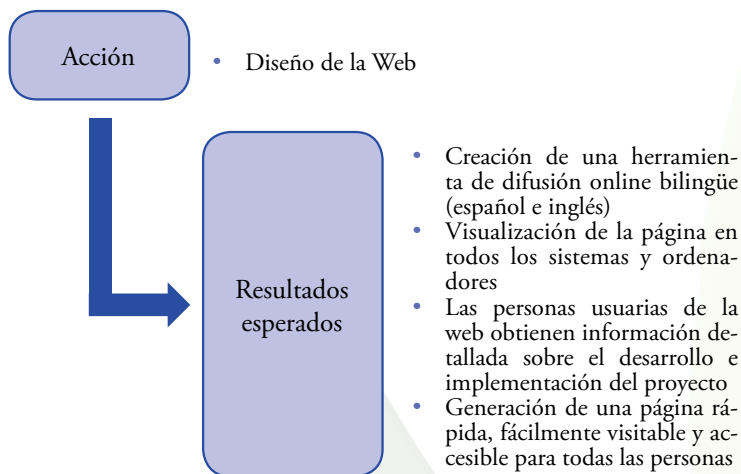 Acción
• Diseño de la Web
Resultados
esperados
• Creación de una herramien-
ta de difusión online bilingüe
(español e inglés)
• Visualización de la página en
todos los sistemas y ordena-
dores
• Las personas usuarias de la
web obtienen información de-
tallada sobre el desarrollo e
implementación del proyecto
• Generación de una página rá-
pida, fácilmente visitable y ac-
cesible para todas las personas